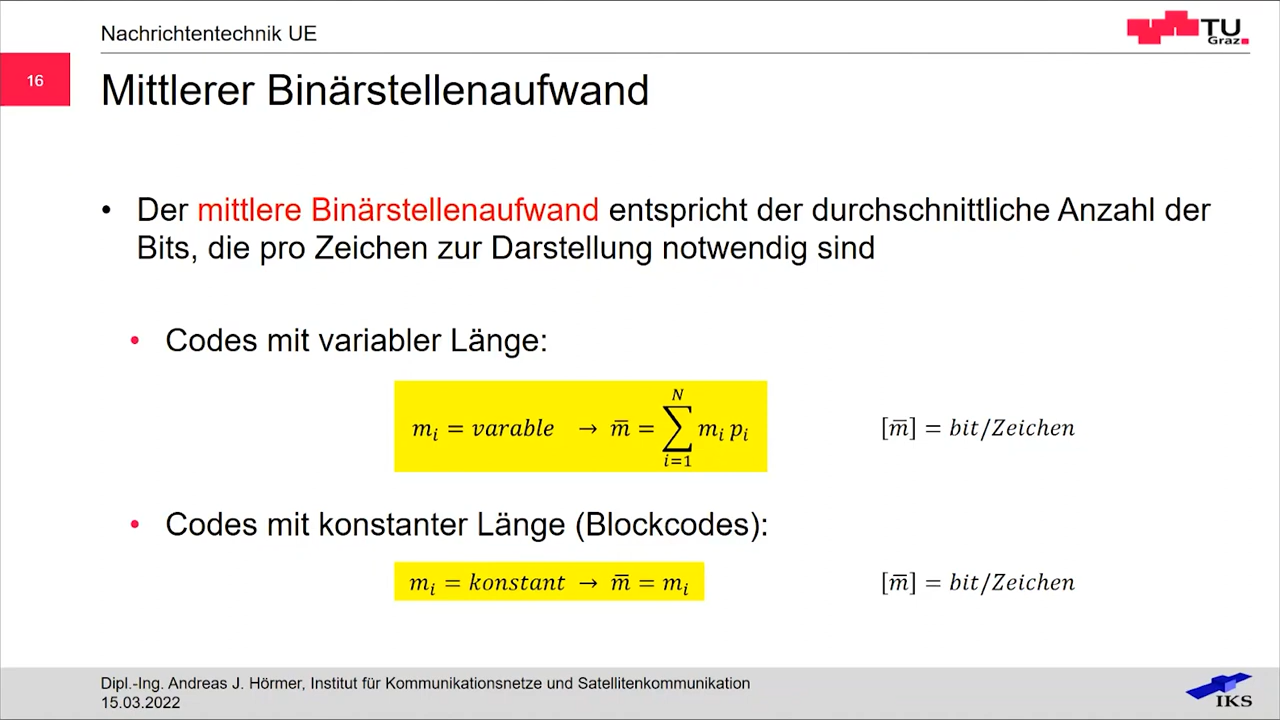 Nachrichtentechnik UE
TU
Graz
16
Mittlerer Binärstellenaufwand
• Der mittlere Binärstellenaufwand entspricht der durchschnittliche Anzahl der
Bits, die pro Zeichen zur Darstellung notwendig sind
• Codes mit variabler Länge:
m_i = varable → m̅ = ∑_{i=1}^{N} m_i p_i [m̅] = bit/Zeichen
• Codes mit konstanter Länge (Blockcodes):
m_i = konstant → m̅ = m_i [m̅] = bit/Zeichen
Dipl.-Ing. Andreas J. Hörmer, Institut für Kommunikationsnetze und Satellitenkommunikation
15.03.2022
IKS